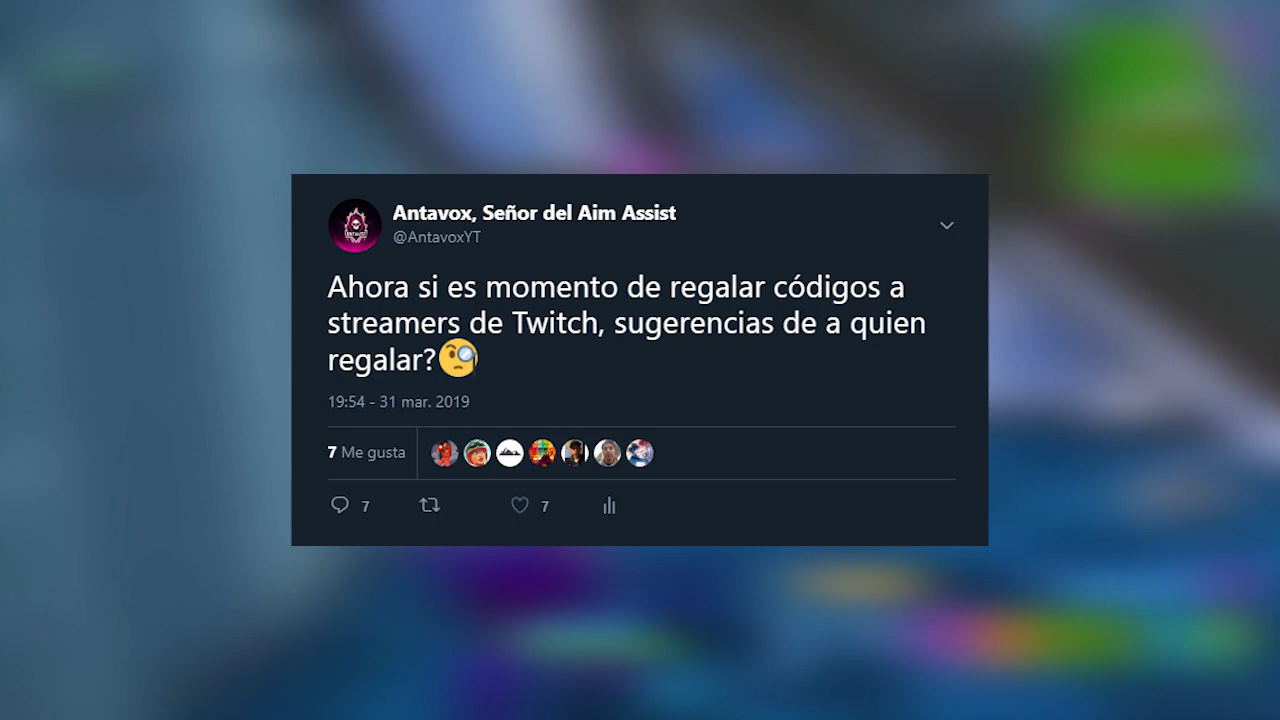 Antavox, Señor del Aim Assist
@AntavoxYT
Ahora si es momento de regalar códigos a
streamers de Twitch, sugerencias de a quien
regalar?🧐
19:54 - 31 mar. 2019
7 Me gusta
7 7